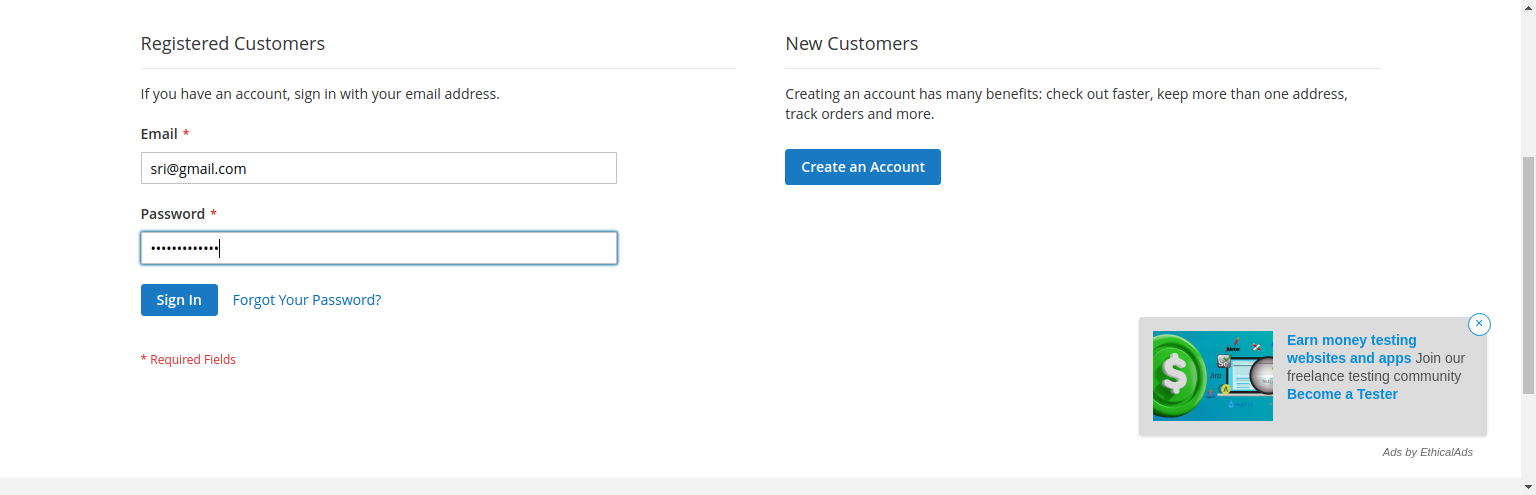 Registered Customers
If you have an account, sign in with your email address.
Email *
sri@gmail.com
Password *
•••••••••••••
Sign In
Forgot Your Password?
* Required Fields
New Customers
Creating an account has many benefits: check out faster, keep more than one address,
track orders and more.
Create an Account
×
Earn money testing
websites and apps Join our
freelance testing community
Become a Tester
Ads by EthicalAds